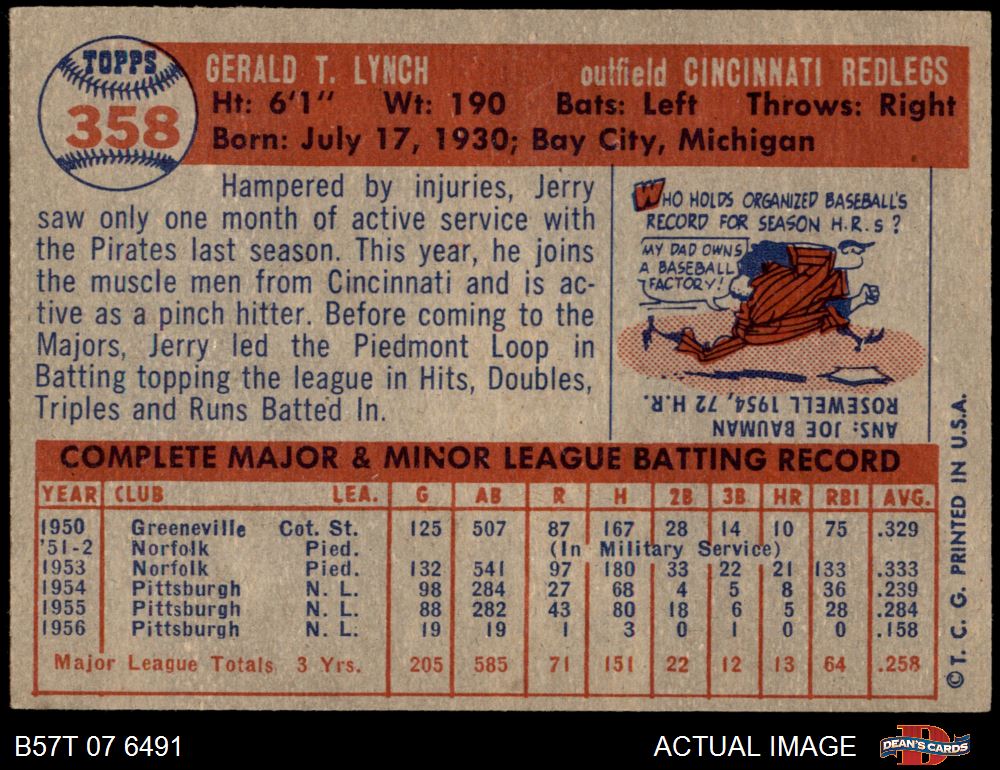 TOPPS
358
GERALD T. LYNCH outfield CINCINNATI REDLEGS
Ht: 6'1" Wt: 190 Bats: Left Throws: Right
Born: July 17, 1930; Bay City, Michigan
Hampered by injuries, Jerry
saw only one month of active service with
the Pirates last season. This year, he joins
the muscle men from Cincinnati and is ac-
tive as a pinch hitter. Before coming to the
Majors, Jerry led the Piedmont Loop in
Batting topping the league in Hits, Doubles,
Triples and Runs Batted In.
WHO HOLDS ORGANIZED BASEBALL'S
RECORD FOR SEASON H.R.s?
MY DAD OWNS
A BASEBALL
FACTORY!
ANS: JOE BAUMAN
ROSEWELL 1954, 72 H.R.
COMPLETE MAJOR & MINOR LEAGUE BATTING RECORD
YEAR CLUB LEA. G AB R H 2B 3B HR RBI AVG.
1950 Greeneville Cot. St. 125 507 87 167 28 14 10 75 .329
'51-2 Norfolk Pied. (In Military Service)
1953 Norfolk Pied. 132 541 97 180 33 22 21 133 .333
1954 Pittsburgh N. L. 98 284 27 68 4 5 8 36 .239
1955 Pittsburgh N. L. 88 282 43 80 18 6 5 28 .284
1956 Pittsburgh N. L. 19 19 1 3 0 1 0 0 .158
Major League Totals 3 Yrs. 205 585 71 151 22 12 13 64 .258
© T. C. G. PRINTED IN U.S.A.
B57T 07 6491 ACTUAL IMAGE
D
DEAN'S CARDS